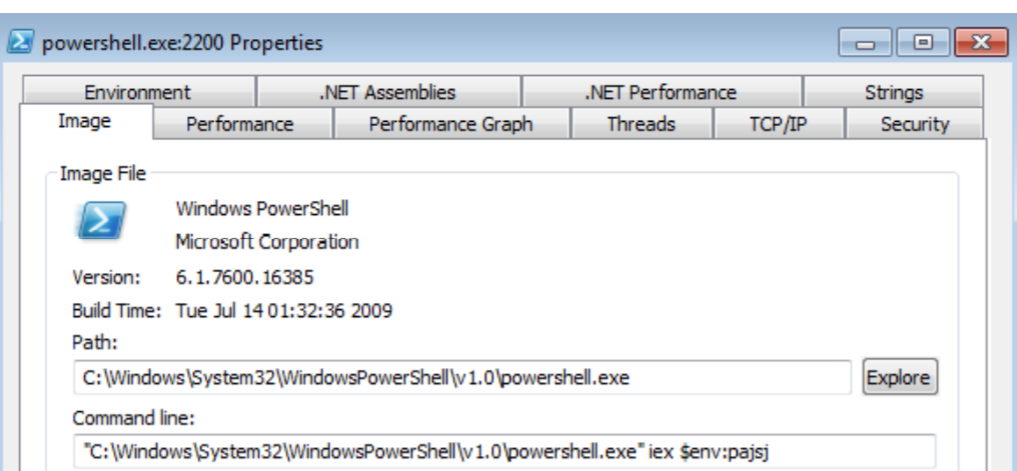 powershell.exe:2200 Properties
Environment .NET Assemblies .NET Performance Strings
Image Performance Performance Graph Threads TCP/IP Security
Image File
Windows PowerShell
Microsoft Corporation
Version: 6.1.7600.16385
Build Time: Tue Jul 14 01:32:36 2009
Path:
C:\Windows\System32\WindowsPowerShell\v1.0\powershell.exe Explore
Command line:
"C:\Windows\System32\WindowsPowerShell\v1.0\powershell.exe" iex $env:pajsj